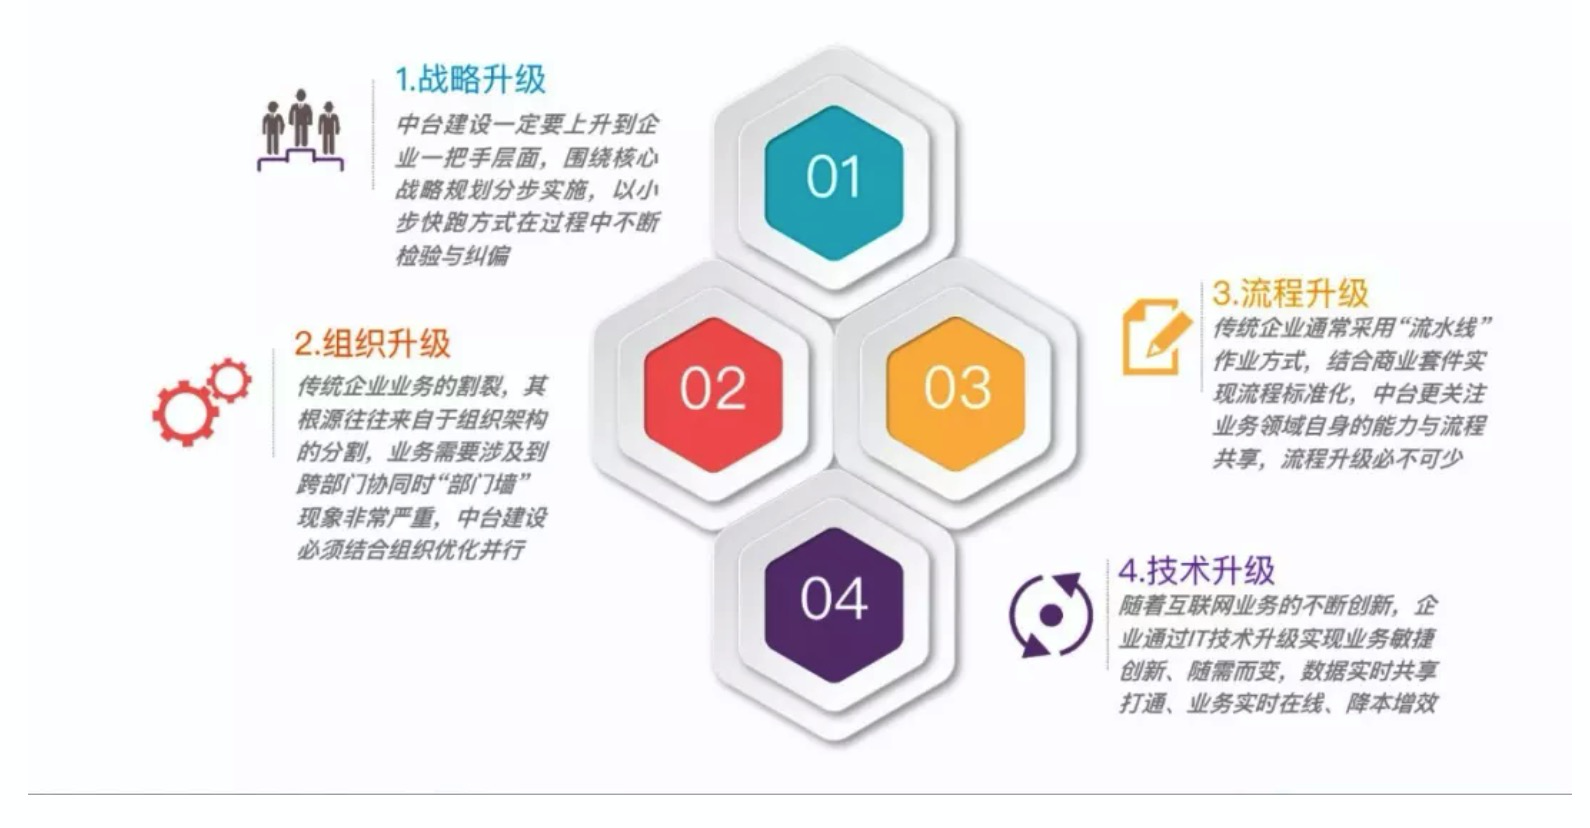 1.战略升级
中台建设一定要上升到企
业一把手层面，围绕核心
战略规划分步实施，以小
步快跑方式在过程中不断
检验与纠偏
01
2.组织升级
传统企业业务的割裂，其
根源往往来自于组织架构
的分割，业务需要涉及到
跨部门协同时“部门墙”
现象非常严重，中台建设
必须结合组织优化并行
02
03
3.流程升级
传统企业通常采用“流水线”
作业方式，结合商业套件实
现流程标准化，中台更关注
业务领域自身的能力与流程
共享，流程升级必不可少
04
4.技术升级
随着互联网业务的不断创新，企
业通过IT技术升级实现业务敏捷
创新、随需而变，数据实时共享
打通、业务实时在线、降本增效